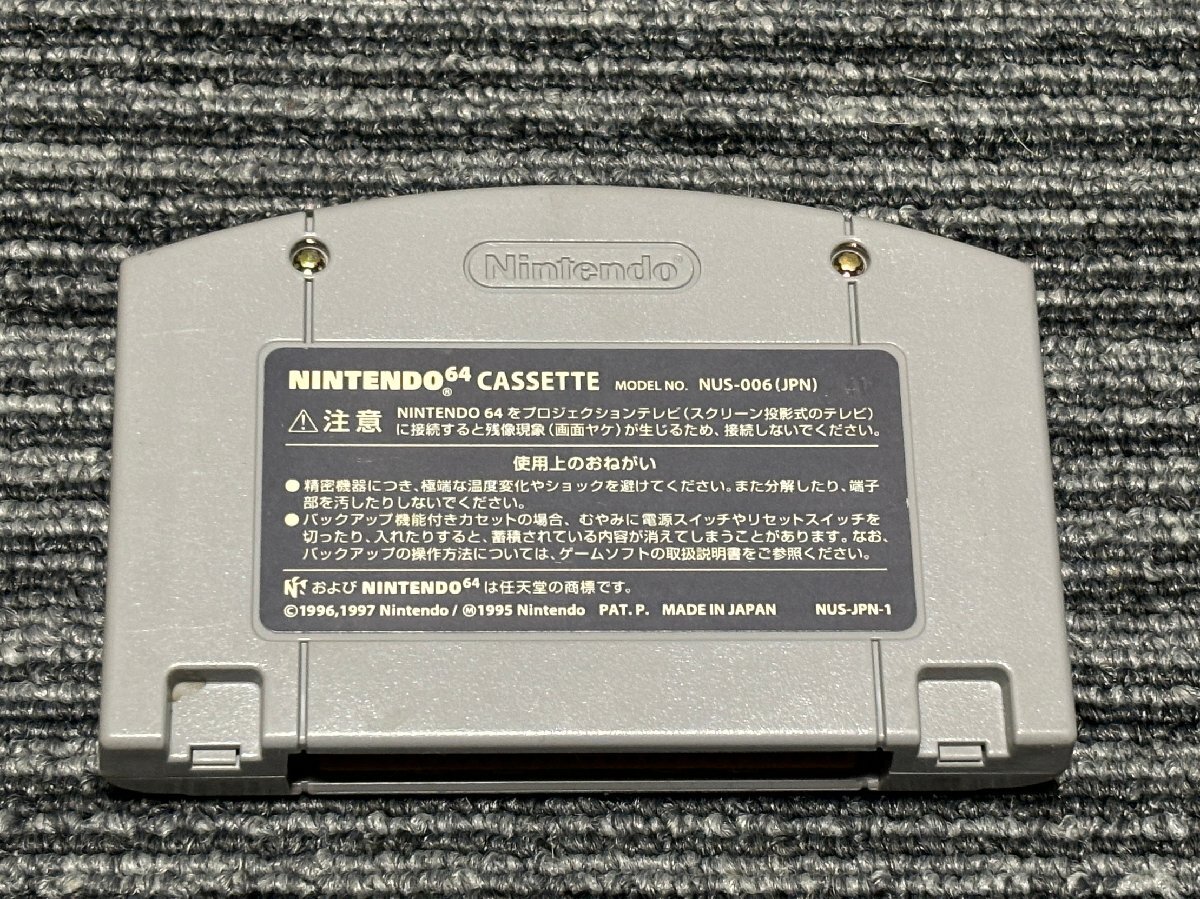 Nintendo®
NINTENDO⁶⁴® CASSETTE MODEL NO. NUS-006(JPN)
⚠注意 NINTENDO 64をプロジェクションテレビ(スクリーン投影式のテレビ)
に接続すると残像現象(画面ヤケ)が生じるため、接続しないでください。
使用上のおねがい
●精密機器につき、極端な温度変化やショックを避けてください。また分解したり、端子
部を汚したりしないでください。
●バックアップ機能付きカセットの場合、むやみに電源スイッチやリセットスイッチを
切ったり、入れたりすると、蓄積されている内容が消えてしまうことがあります。なお、
バックアップの操作方法については、ゲームソフトの取扱説明書をご参照ください。
および NINTENDO⁶⁴ は任天堂の商標です。
©1996,1997 Nintendo/Ⓜ1995 Nintendo PAT. P. MADE IN JAPAN NUS-JPN-1